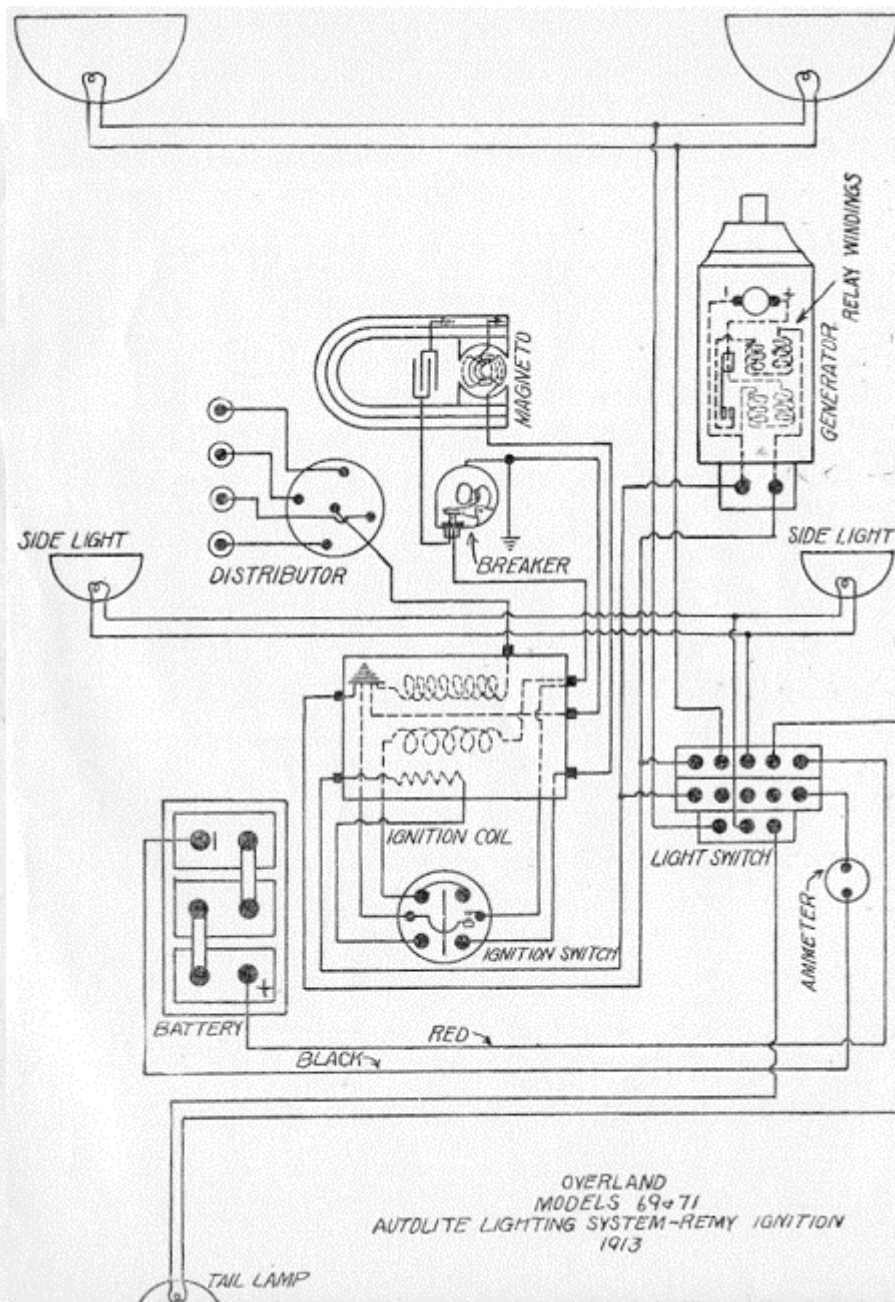 RELAY WINDINGS
GENERATOR
MAGNETO
SIDE LIGHT
DISTRIBUTOR
BREAKER
SIDE LIGHT
IGNITION COIL
LIGHT SWITCH
IGNITION SWITCH
AMMETER
BATTERY
RED
BLACK
OVERLAND
MODELS 69&71
AUTOLITE LIGHTING SYSTEM-REMY IGNITION
1913
TAIL LAMP